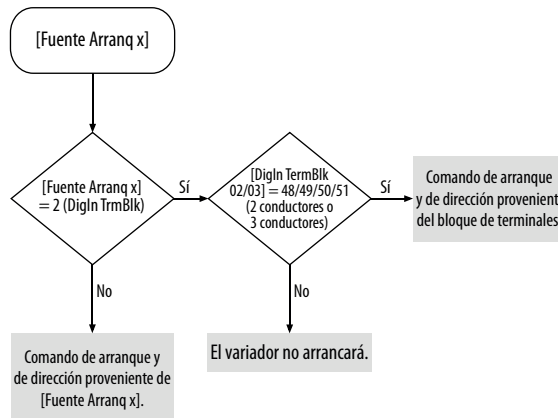 [Fuente Arranq x]
[Fuente Arranq x]
= 2 (DigIn TrmBlk)
Sí
[DigIn TermBlk
02/03] = 48/49/50/51
(2 conductores o
3 conductores)
Sí
Comando de arranque
y de dirección provenient
del bloque de terminales
No
No
Comando de arranque y
de dirección proveniente de
[Fuente Arranq x].
El variador no arrancará.